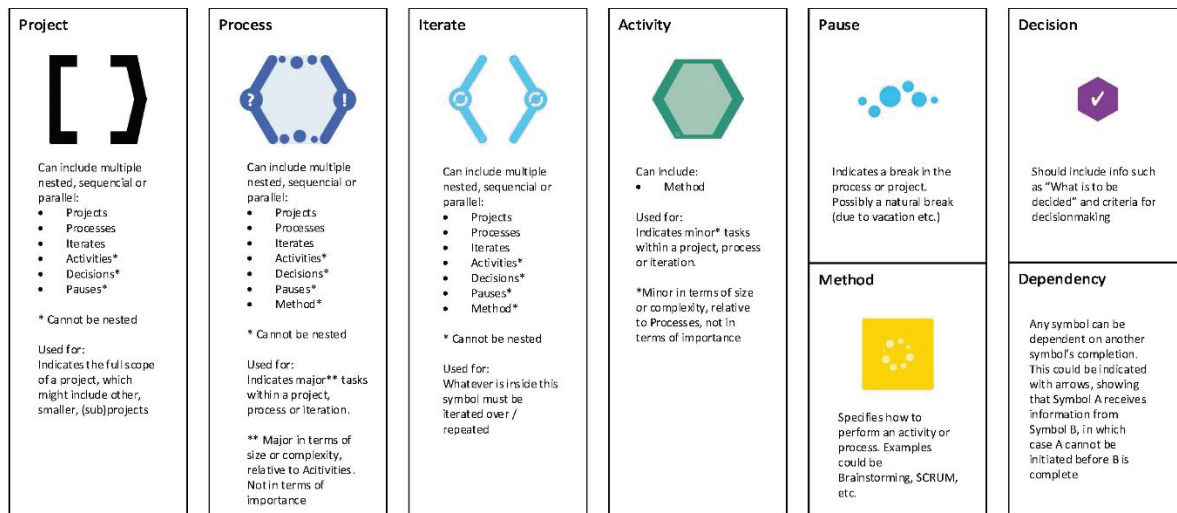 Project
Can include multiple
nested, sequencial or
parallel:
• Projects
• Processes
• Iterates
• Activities*
• Decisions*
• Pauses*
* Cannot be nested
Used for:
Indicates the full scope
of a project, which
might include other,
smaller, (sub)projects
Process
?
!
Can include multiple
nested, sequencial or
parallel:
• Projects
• Processes
• Iterates
• Activities*
• Decisions*
• Pauses*
• Method*
* Cannot be nested
Used for:
Indicates major** tasks
within a project,
process or iteration.
** Major in terms of
size or complexity,
relative to Acitivities.
Not in terms of
importance
Iterate
Can include multiple
nested, sequencial or
parallel:
• Projects
• Processes
• Iterates
• Activities*
• Decisions*
• Pauses*
• Method*
* Cannot be nested
Used for:
Whatever is inside this
symbol must be
iterated over /
repeated
Activity
Can include:
• Method
Used for:
Indicates minor* tasks
within a project, process
or iteration.
*Minor in terms of size
or complexity, relative
to Processes, not in
terms of importance
Pause
Indicates a break in the
process or project.
Possibly a natural break
(due to vacation etc.)
Method
Specifies how to
perform an activity or
process. Examples
could be
Brainstorming, SCRUM,
etc.
Decision
Should include info such
as "What is to be
decided" and criteria for
decisionmaking
Dependency
Any symbol can be
dependent on another
symbol's completion.
This could be indicated
with arrows, showing
that Symbol A receives
information from
Symbol B, in which
case A cannot be
initiated before B is
complete